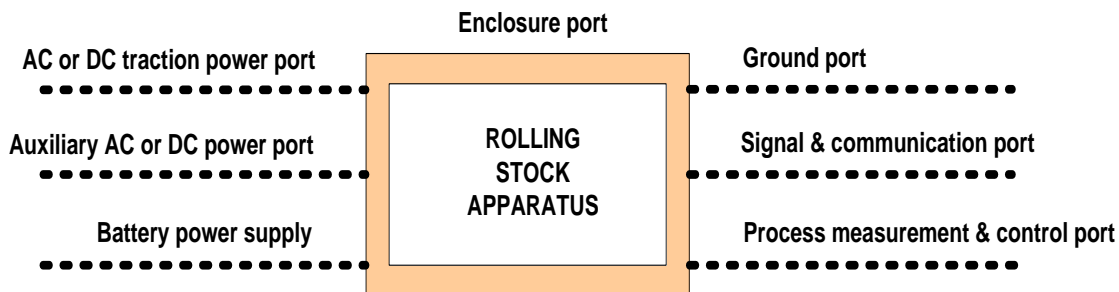 Enclosure port
AC or DC traction power port
Ground port
Auxiliary AC or DC power port
ROLLING
STOCK
APPARATUS
Signal & communication port
Battery power supply
Process measurement & control port